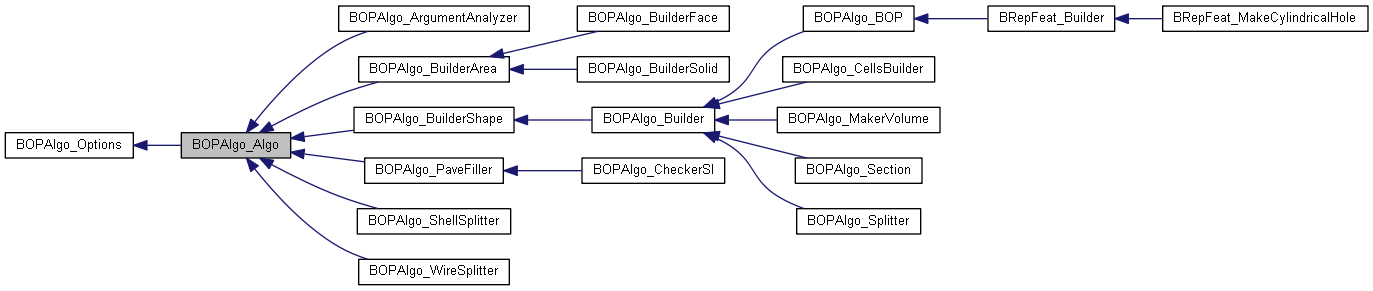 BOPAlgo_ArgumentAnalyzer
BOPAlgo_BuilderFace
BOPAlgo_BOP
BRepFeat_Builder
BRepFeat_MakeCylindricalHole
BOPAlgo_BuilderArea
BOPAlgo_BuilderSolid
BOPAlgo_CellsBuilder
BOPAlgo_BuilderShape
BOPAlgo_Builder
BOPAlgo_MakerVolume
BOPAlgo_Options
BOPAlgo_Algo
BOPAlgo_PaveFiller
BOPAlgo_CheckerSI
BOPAlgo_Section
BOPAlgo_ShellSplitter
BOPAlgo_Splitter
BOPAlgo_WireSplitter